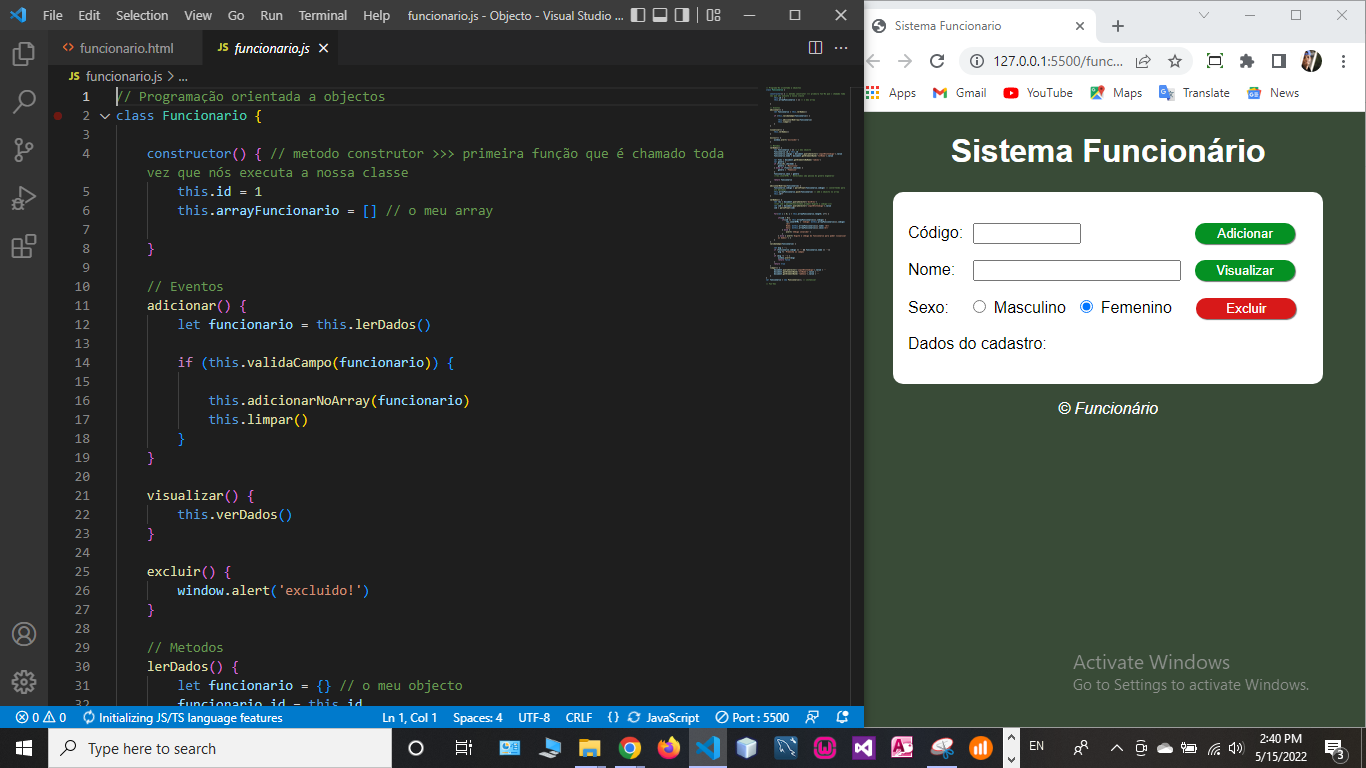 File Edit Selection View Go Run Terminal Help funcionario.js - Objecto - Visual Studio ...
funcionario.html JS funcionario.js
JS funcionario.js > ...
1 // Programação orientada a objectos
2 class Funcionario {
3
4 constructor() { // metodo construtor >>> primeira função que é chamado toda
vez que nós executa a nossa classe
5 this.id = 1
6 this.arrayFuncionario = [] // o meu array
7
8 }
9
10 // Eventos
11 adicionar() {
12 let funcionario = this.lerDados()
13
14 if (this.validaCampo(funcionario)) {
15
16 this.adicionarNoArray(funcionario)
17 this.limpar()
18 }
19 }
20
21 visualizar() {
22 this.verDados()
23 }
24
25 excluir() {
26 window.alert('excluido!')
27 }
28
29 // Metodos
30 lerDados() {
31 let funcionario = {} // o meu objecto
32 funcionario.id = this.id
0 0 Initializing JS/TS language features Ln 1, Col 1 Spaces: 4 UTF-8 CRLF {} JavaScript Port : 5500
Sistema Funcionario
127.0.0.1:5500/func...
Apps Gmail YouTube Maps Translate News
Sistema Funcionário
Código: Adicionar
Nome: Visualizar
Sexo: Masculino Femenino Excluir
Dados do cadastro:
© Funcionário
Activate Windows
Go to Settings to activate Windows.
Type here to search
EN
2:40 PM
5/15/2022
3